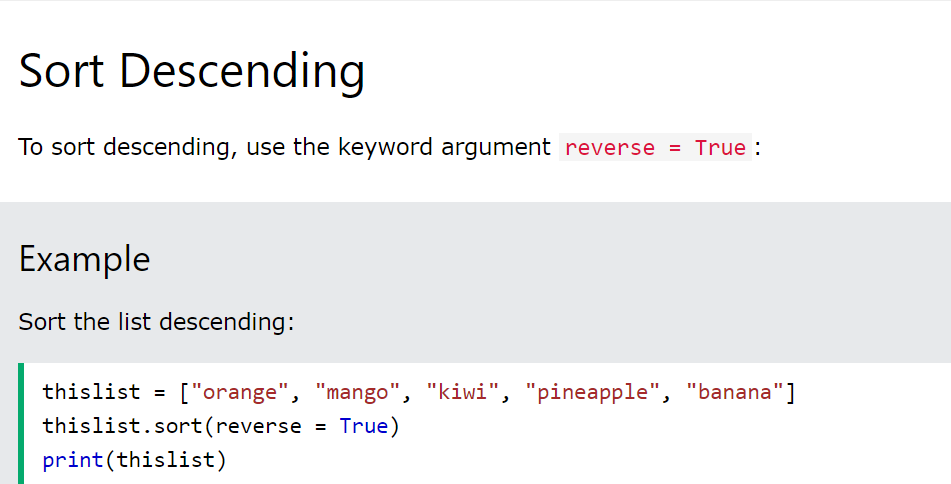 Sort Descending
To sort descending, use the keyword argument reverse = True:
Example
Sort the list descending:
thislist = ["orange", "mango", "kiwi", "pineapple", "banana"]
thislist.sort(reverse = True)
print(thislist)